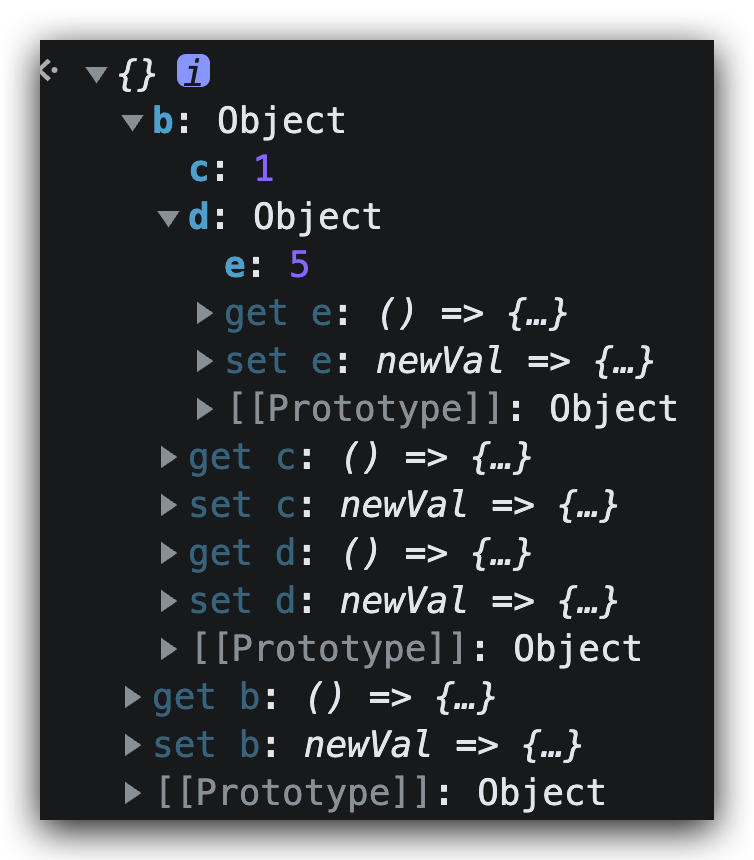 {} i
b: Object
c: 1
d: Object
e: 5
get e: () => {…}
set e: newVal => {…}
[[Prototype]]: Object
get c: () => {…}
set c: newVal => {…}
get d: () => {…}
set d: newVal => {…}
[[Prototype]]: Object
get b: () => {…}
set b: newVal => {…}
[[Prototype]]: Object